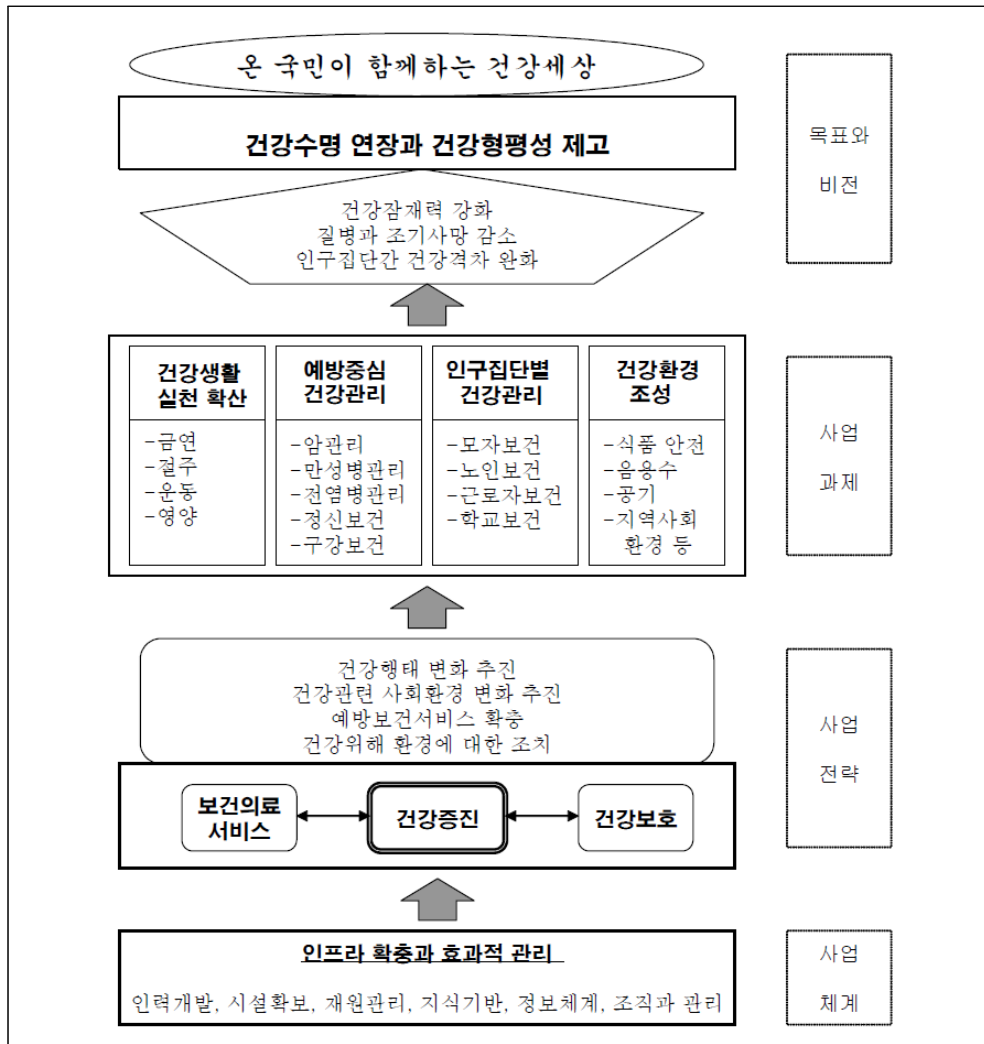 온 국민이 함께하는 건강세상
건강수명 연장과 건강형평성 제고
건강잠재력 강화
질병과 조기사망 감소
인구집단간 건강격차 완화
목표와
비전
건강생활
실천 확산
-금연
-절주
-운동
-영양
예방중심
건강관리
-암관리
-만성병관리
-전염병관리
-정신보건
-구강보건
인구집단별
건강관리
-모자보건
-노인보건
-근로자보건
-학교보건
건강환경
조성
-식품 안전
-음용수
-공기
-지역사회
환경 등
사업
과제
건강행태 변화 추진
건강관련 사회환경 변화 추진
예방보건서비스 확충
건강위해 환경에 대한 조치
보건의료
서비스
건강증진
건강보호
사업
전략
인프라 확충과 효과적 관리
인력개발, 시설확보, 재원관리, 지식기반, 정보체계, 조직과 관리
사업
체계